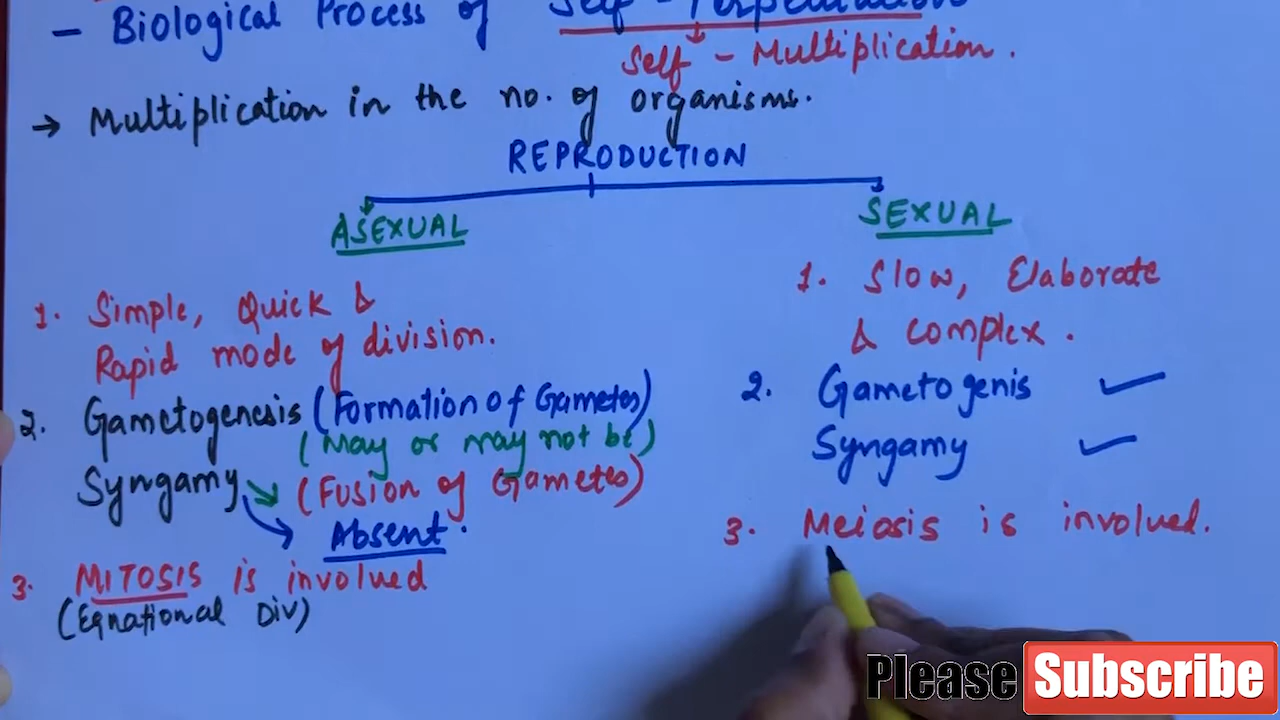 - Biological Process of Self - Perpetuation
Self - Multiplication.
→ Multiplication in the no. of organisms.
REPRODUCTION
ASEXUAL
SEXUAL
1. Simple, Quick &
Rapid mode of division.
2. Gametogenesis (Formation of Gametes)
(May or may not be)
Syngamy → (Fusion of Gametes)
→ Absent.
3. MITOSIS is involved
(Equational Div)
1. Slow, Elaborate
& complex.
2. Gametogenis ✓
Syngamy ✓
3. Meiosis is involved.
Please Subscribe